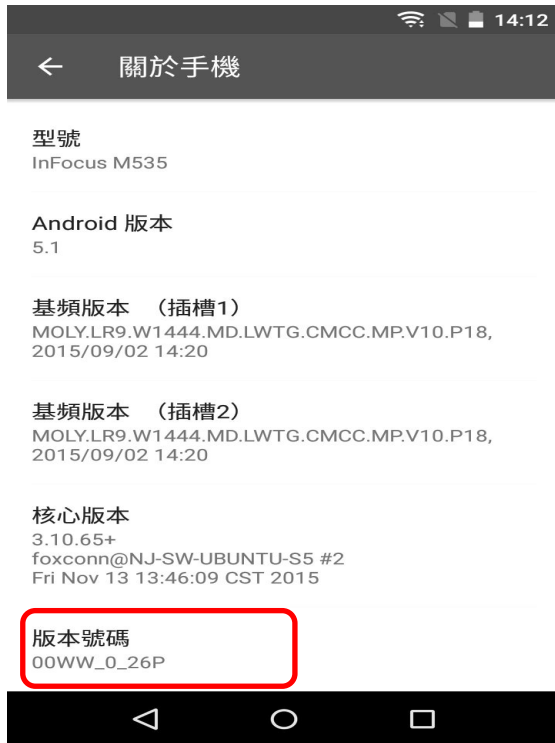 14:12
關於手機
型號
InFocus M535
Android 版本
5.1
基頻版本 （插槽1）
MOLY.LR9.W1444.MD.LWTG.CMCC.MP.V10.P18,
2015/09/02 14:20
基頻版本 （插槽2）
MOLY.LR9.W1444.MD.LWTG.CMCC.MP.V10.P18,
2015/09/02 14:20
核心版本
3.10.65+
foxconn@NJ-SW-UBUNTU-S5 #2
Fri Nov 13 13:46:09 CST 2015
版本號碼
00WW_0_26P